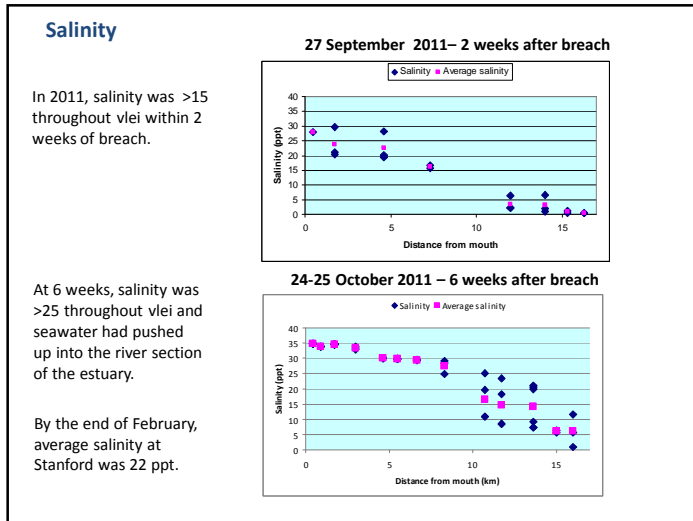 Salinity
In 2011, salinity was >15
throughout vlei within 2
weeks of breach.
27 September 2011– 2 weeks after breach
Salinity Average salinity
40
35
30
25
20
15
10
5
0
Salinity (ppt)
0 5 10 15
Distance from mouth
At 6 weeks, salinity was
>25 throughout vlei and
seawater had pushed
up into the river section
of the estuary.
By the end of February,
average salinity at
Stanford was 22 ppt.
24-25 October 2011 – 6 weeks after breach
Salinity Average salinity
40
35
30
25
20
15
10
5
0
Salinity (ppt)
0 5 10 15
Distance from mouth (km)